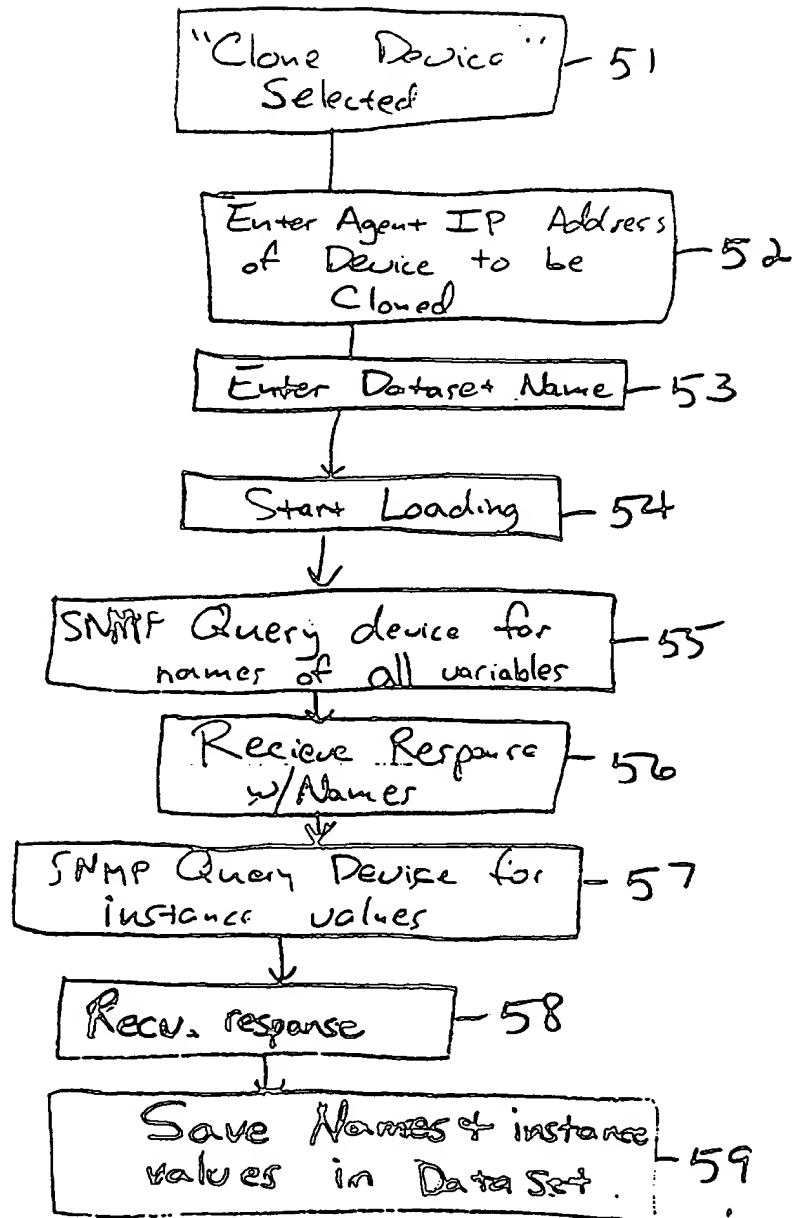 "Clone Device"
Selected
51
Enter Agent IP Address
of Device to be
Cloned
52
Enter Dataset Name
53
Start Loading
54
SNMP Query device for
names of all variables
55
Recieve Response
w/Names
56
SNMP Query Device for
instance values
57
Recv. response
58
Save Names + instance
values in Data Set.
59